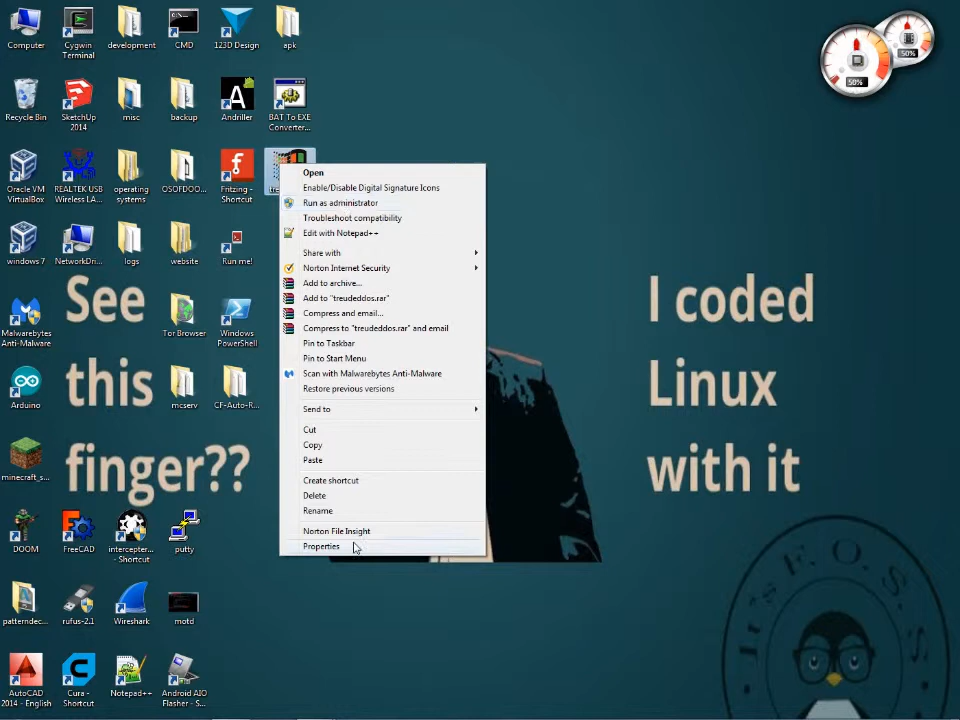 Computer
Cygwin
Terminal
development
CMD
123D Design
apk
50%
50%
Recycle Bin
SketchUp
2014
misc
backup
Andriller
BAT To EXE
Converter...
Oracle VM
VirtualBox
REALTEK USB
Wireless LA...
operating
systems
OSOFDOO...
Fritzing -
Shortcut
windows 7
NetworkDri...
logs
website
Run me!
Malwarebytes
Anti-Malware
Tor Browser
Windows
PowerShell
Arduino
mcserv
CF-Auto-R...
minecraft_s...
DOOM
FreeCAD
intercepter...
- Shortcut
putty
patterndec...
rufus-2.1
Wireshark
motd
AutoCAD
2014 - English
Cura -
Shortcut
Notepad++
Android AIO
Flasher - S...
Open
Enable/Disable Digital Signature Icons
Run as administrator
Troubleshoot compatibility
Edit with Notepad++
Share with
Norton Internet Security
Add to archive...
Add to "treudeddos.rar"
Compress and email...
Compress to "treudeddos.rar" and email
Pin to Taskbar
Pin to Start Menu
Scan with Malwarebytes Anti-Malware
Restore previous versions
Send to
Cut
Copy
Paste
Create shortcut
Delete
Rename
Norton File Insight
Properties
See
this
finger??
I coded
Linux
with it